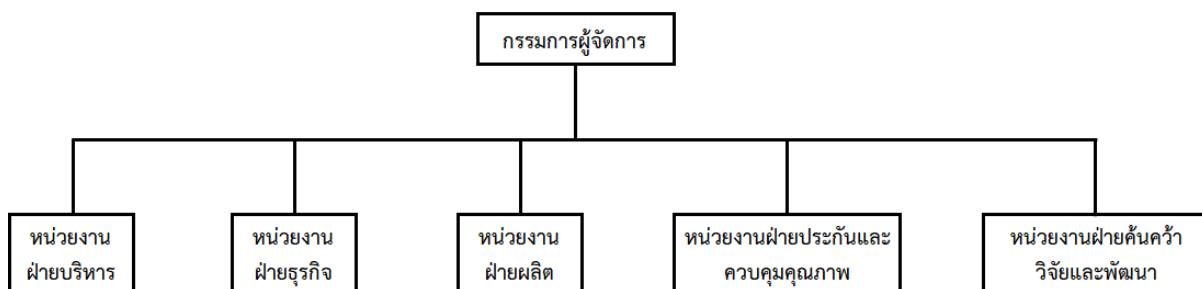 กรรมการผู้จัดการ
หน่วยงาน
ฝ่ายบริหาร
หน่วยงาน
ฝ่ายธุรกิจ
หน่วยงาน
ฝ่ายผลิต
หน่วยงานฝ่ายประกันและ
ควบคุมคุณภาพ
หน่วยงานฝ่ายค้นคว้า
วิจัยและพัฒนา